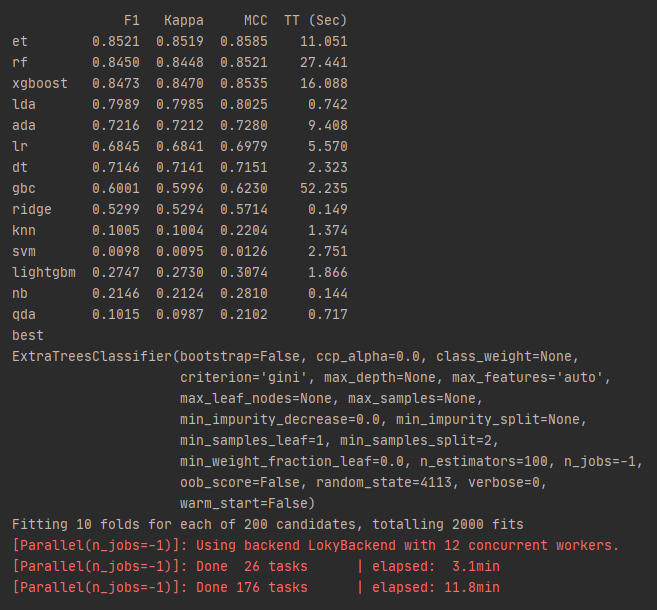 F1 Kappa MCC TT (Sec)
et 0.8521 0.8519 0.8585 11.051
rf 0.8450 0.8448 0.8521 27.441
xgboost 0.8473 0.8470 0.8535 16.088
lda 0.7989 0.7985 0.8025 0.742
ada 0.7216 0.7212 0.7280 9.408
lr 0.6845 0.6841 0.6979 5.570
dt 0.7146 0.7141 0.7151 2.323
gbc 0.6001 0.5996 0.6230 52.235
ridge 0.5299 0.5294 0.5714 0.149
knn 0.1005 0.1004 0.2204 1.374
svm 0.0098 0.0095 0.0126 2.751
lightgbm 0.2747 0.2730 0.3074 1.866
nb 0.2146 0.2124 0.2810 0.144
qda 0.1015 0.0987 0.2102 0.717
best
ExtraTreesClassifier(bootstrap=False, ccp_alpha=0.0, class_weight=None,
criterion='gini', max_depth=None, max_features='auto',
max_leaf_nodes=None, max_samples=None,
min_impurity_decrease=0.0, min_impurity_split=None,
min_samples_leaf=1, min_samples_split=2,
min_weight_fraction_leaf=0.0, n_estimators=100, n_jobs=-1,
oob_score=False, random_state=4113, verbose=0,
warm_start=False)
Fitting 10 folds for each of 200 candidates, totalling 2000 fits
[Parallel(n_jobs=-1)]: Using backend LokyBackend with 12 concurrent workers.
[Parallel(n_jobs=-1)]: Done 26 tasks | elapsed: 3.1min
[Parallel(n_jobs=-1)]: Done 176 tasks | elapsed: 11.8min